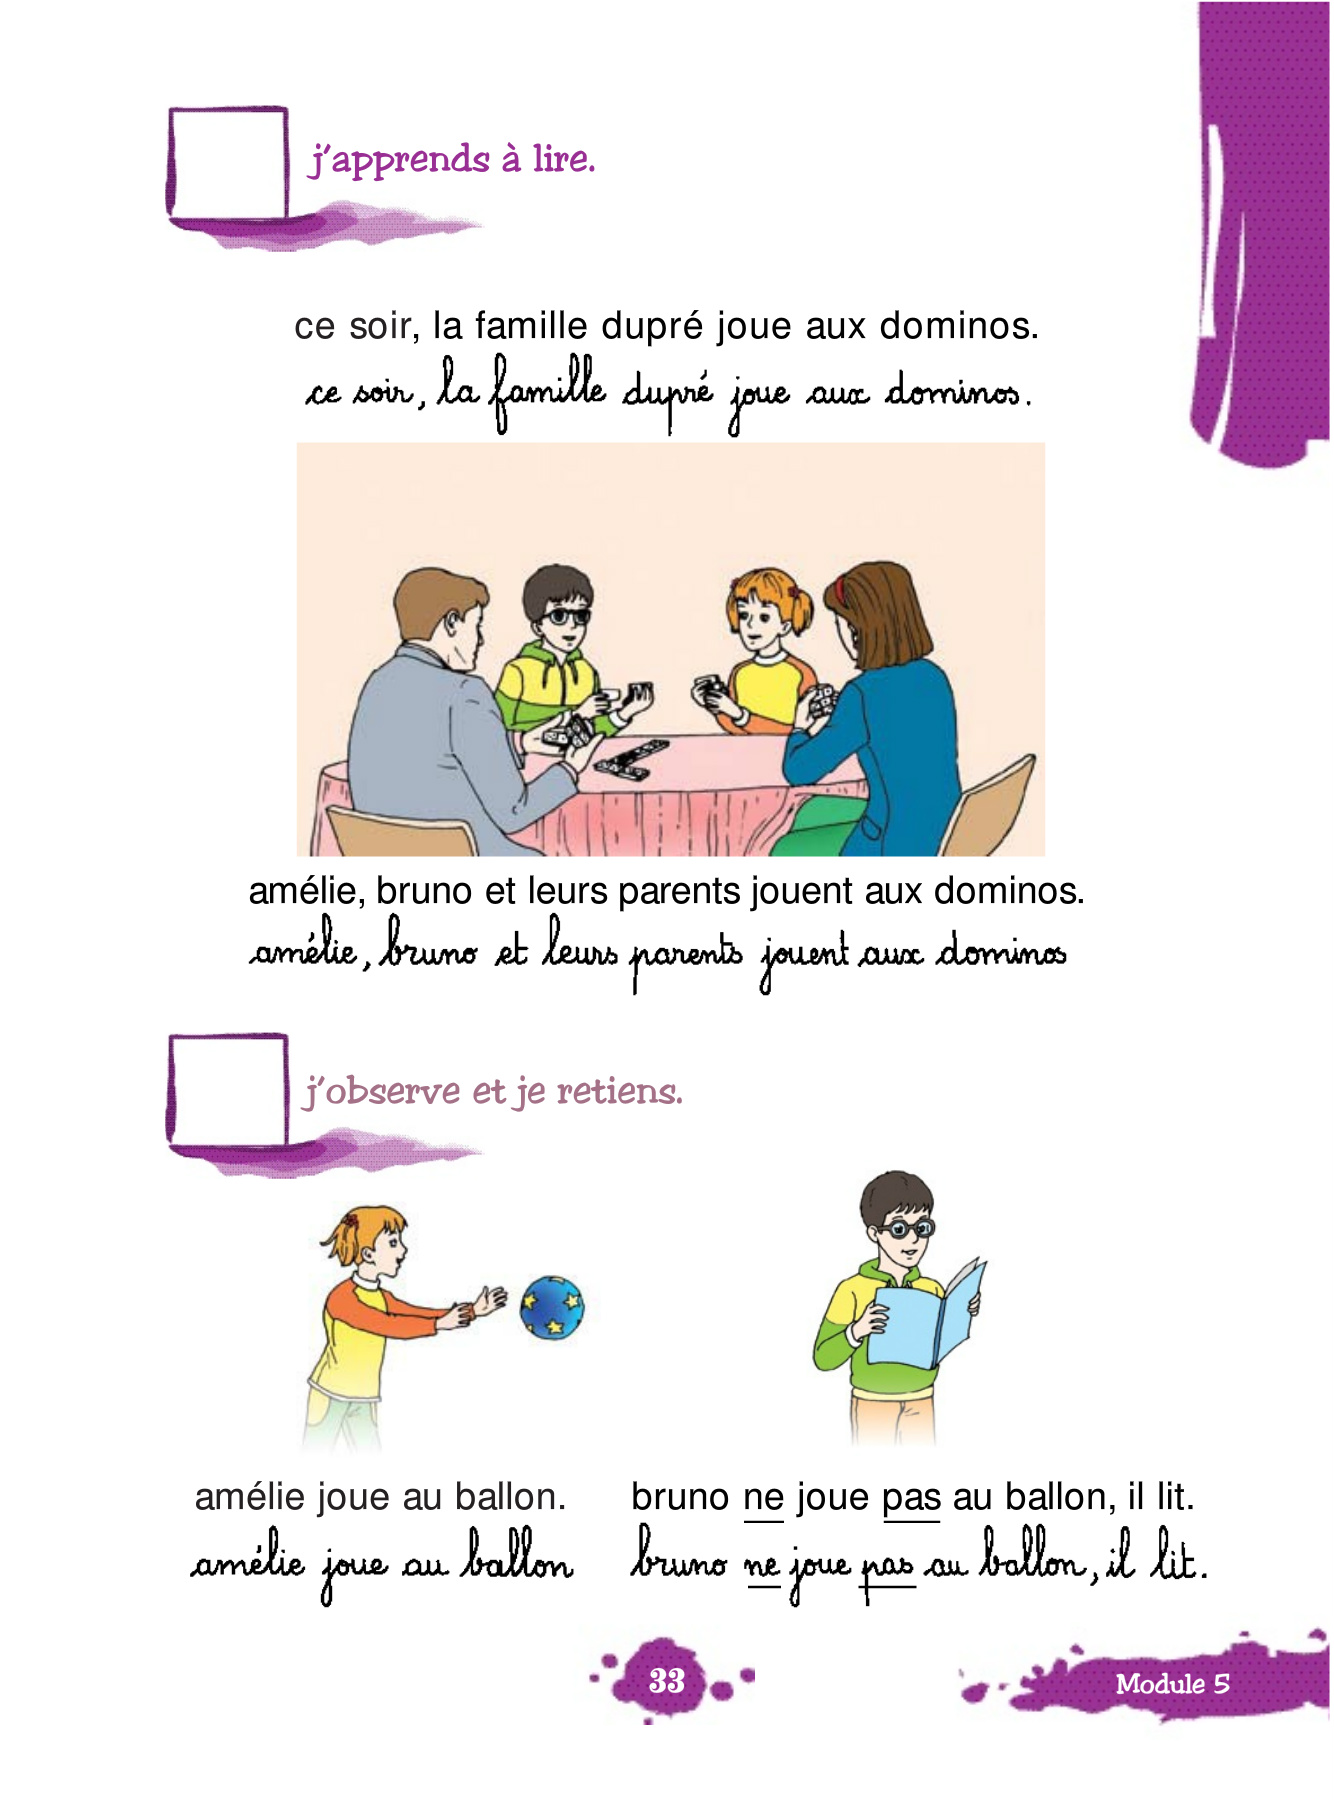 j'apprends à lire.
ce soir, la famille dupré joue aux dominos.
ce soir, la famille dupré joue aux dominos.
amélie, bruno et leurs parents jouent aux dominos.
amélie, bruno et leurs parents jouent aux dominos
j'observe et je retiens.
amélie joue au ballon.
amélie joue au ballon
bruno ne joue pas au ballon, il lit.
bruno ne joue pas au ballon, il lit.
33
Module 5